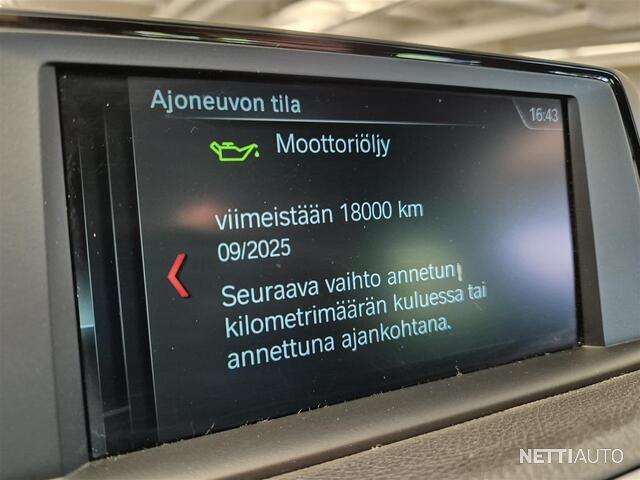 Ajoneuvon tila
16:43
Moottoriöljy
viimeistään 18000 km
09/2025
Seuraava vaihto annetun
kilometrimäärän kuluessa tai
annettuna ajankohtana.
NETTIAUTO